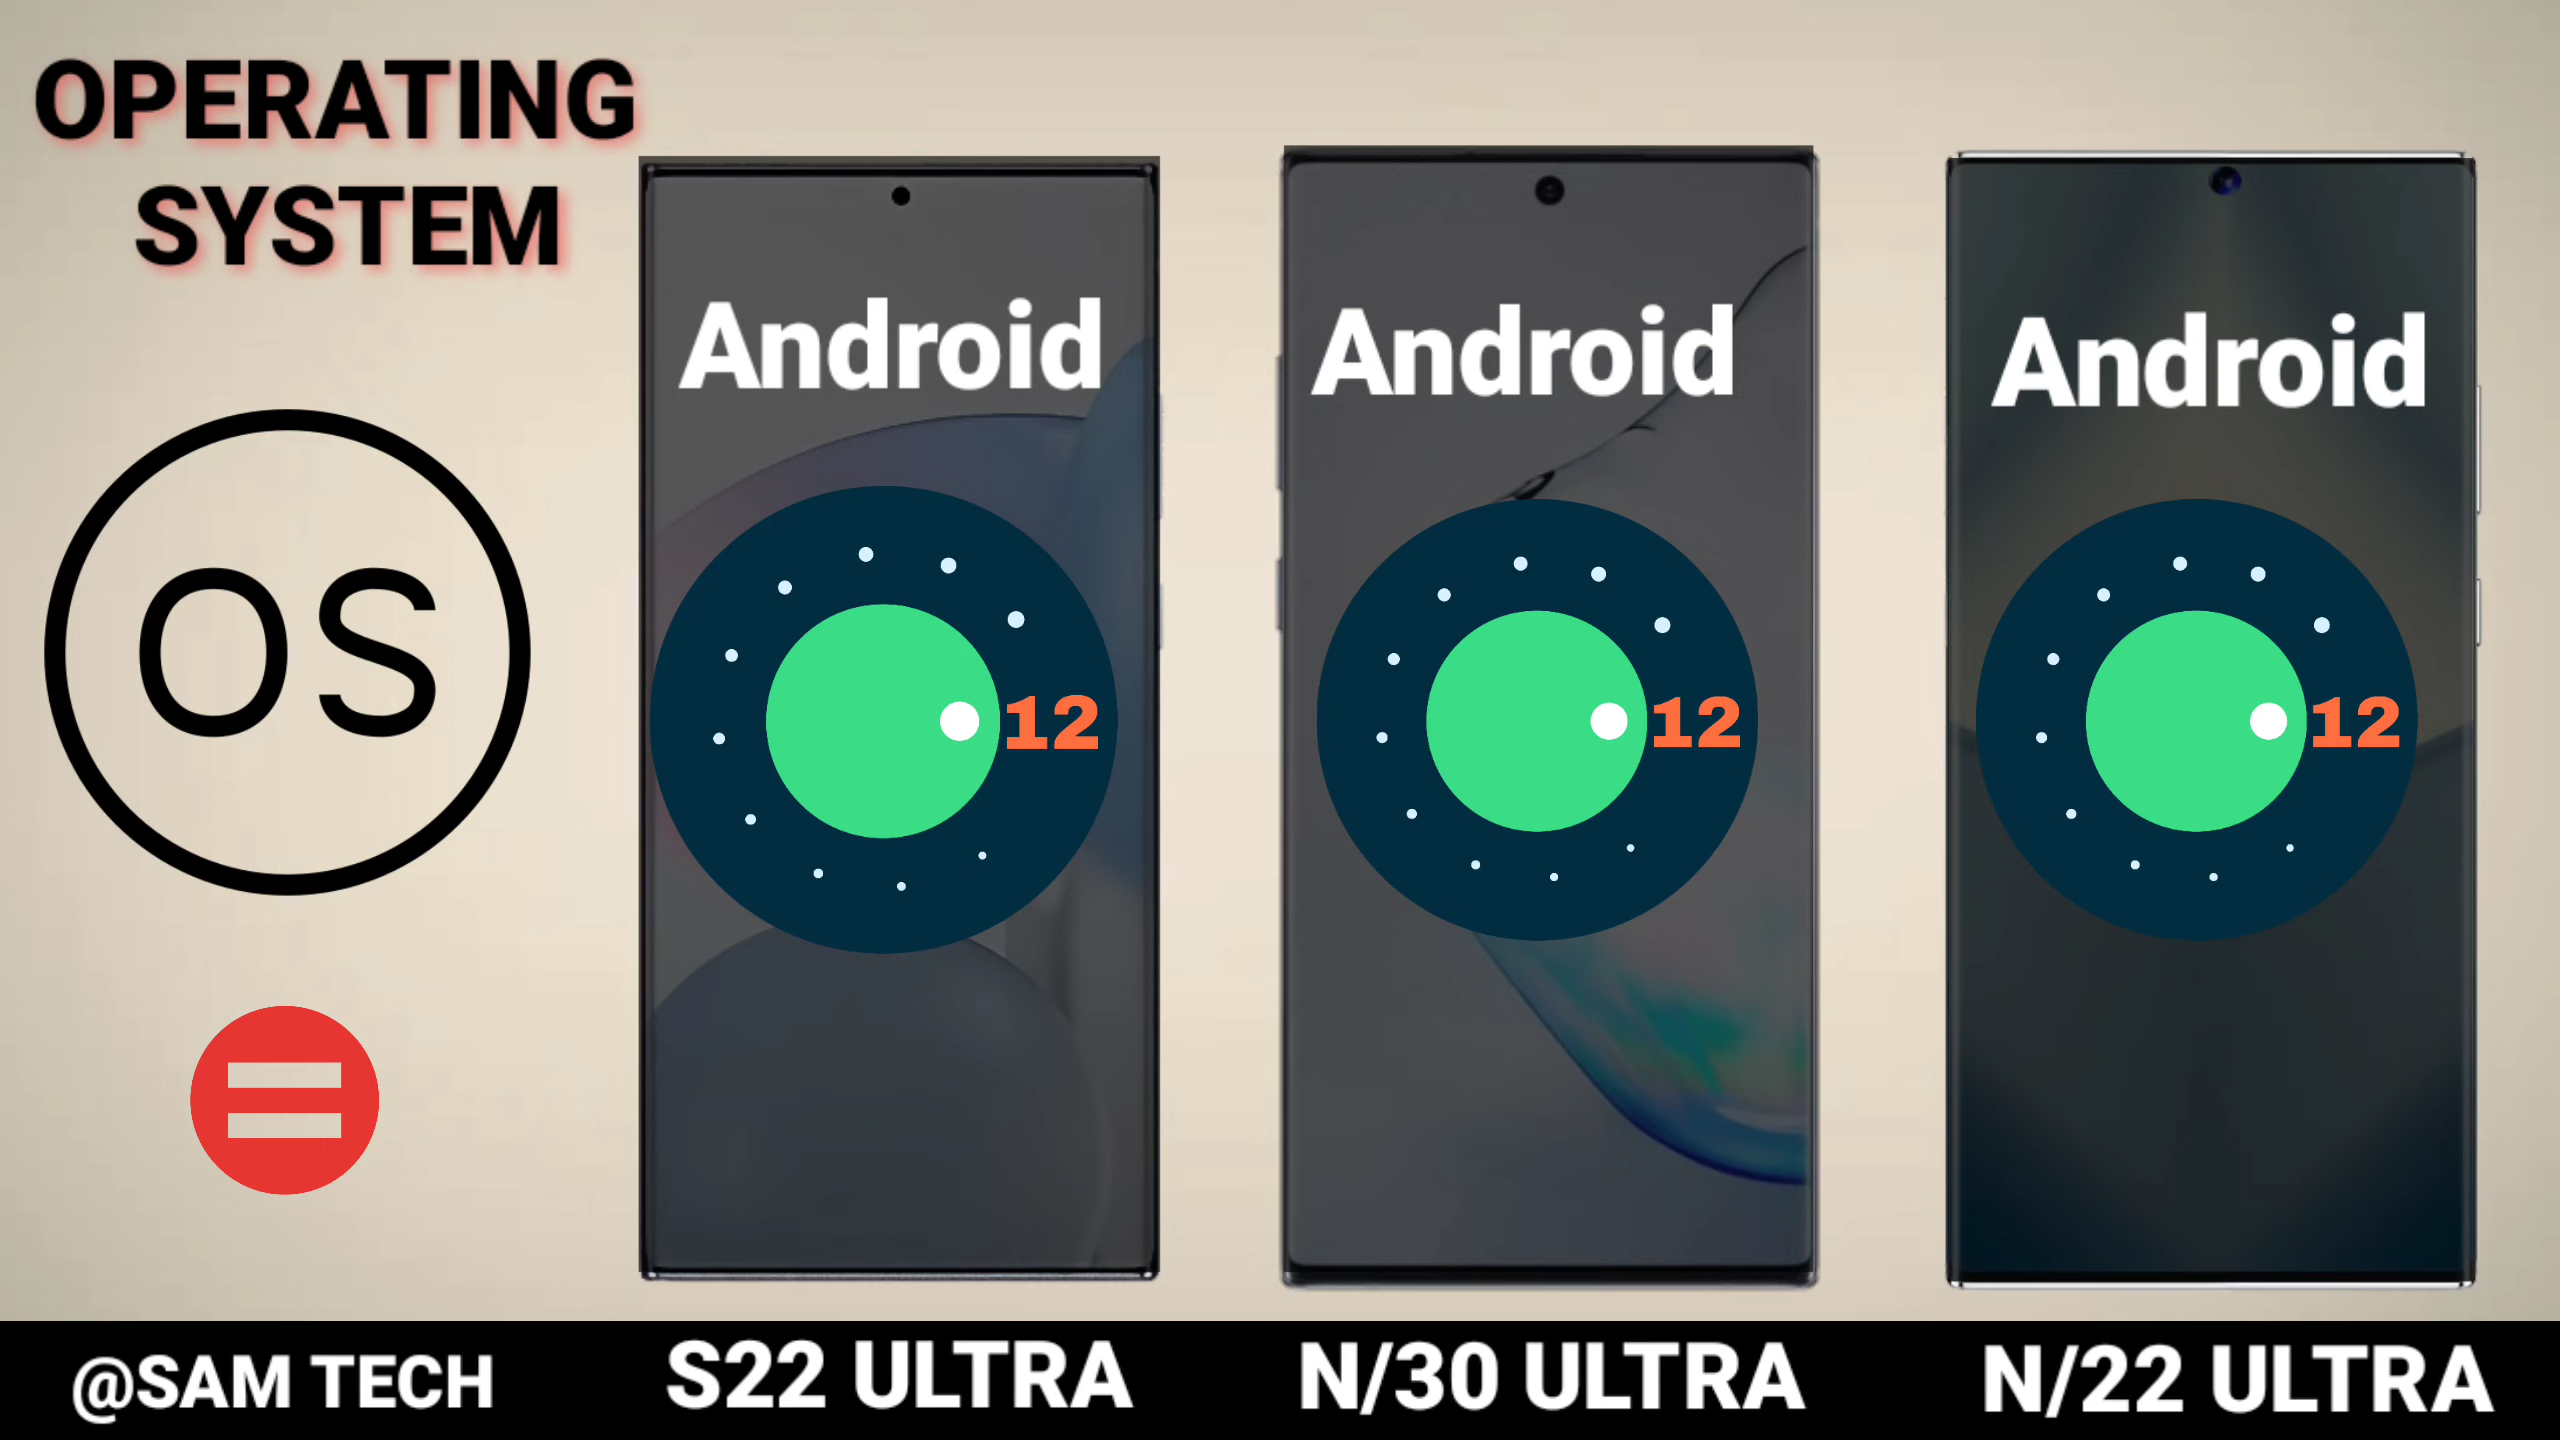 OPERATING
SYSTEM
OS
Android
12
Android
12
Android
12
@SAM TECH
S22 ULTRA
N/30 ULTRA
N/22 ULTRA